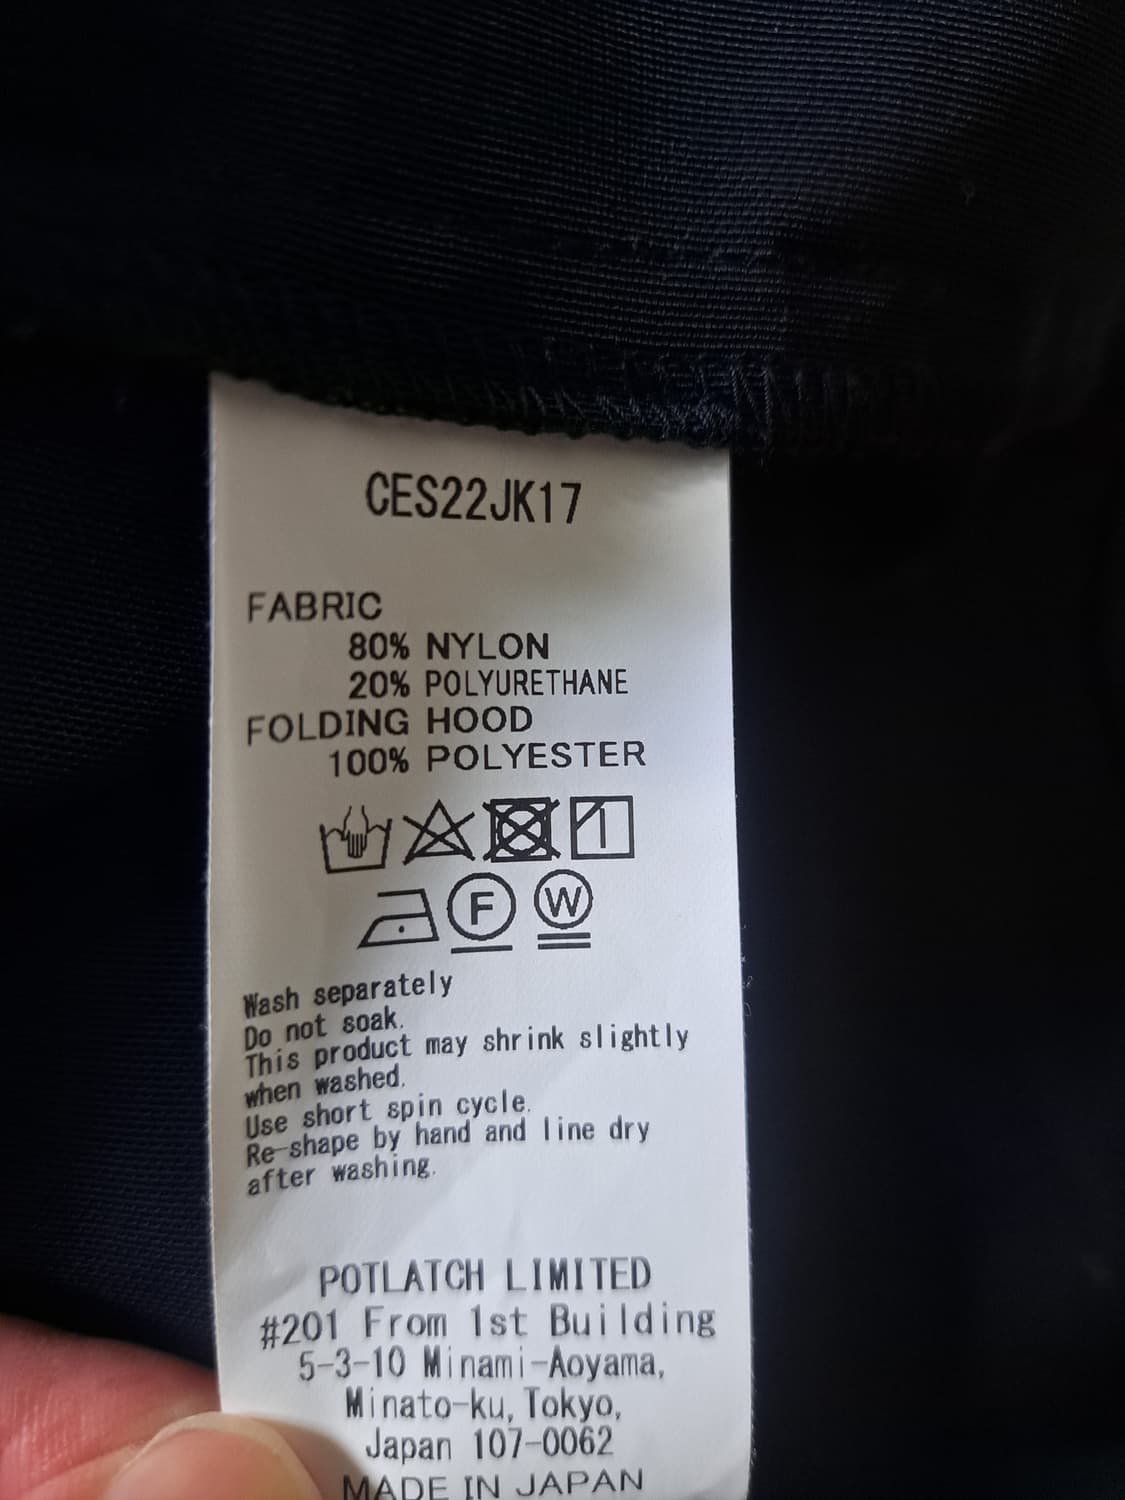 CES22JK17
FABRIC
80% NYLON
20% POLYURETHANE
FOLDING HOOD
100% POLYESTER
F W
Wash separately
Do not soak.
This product may shrink slightly
when washed.
Use short spin cycle.
Re-shape by hand and line dry
after washing.
POTLATCH LIMITED
#201 From 1st Building
5-3-10 Minami-Aoyama,
Minato-ku, Tokyo,
Japan 107-0062
MADE IN JAPAN